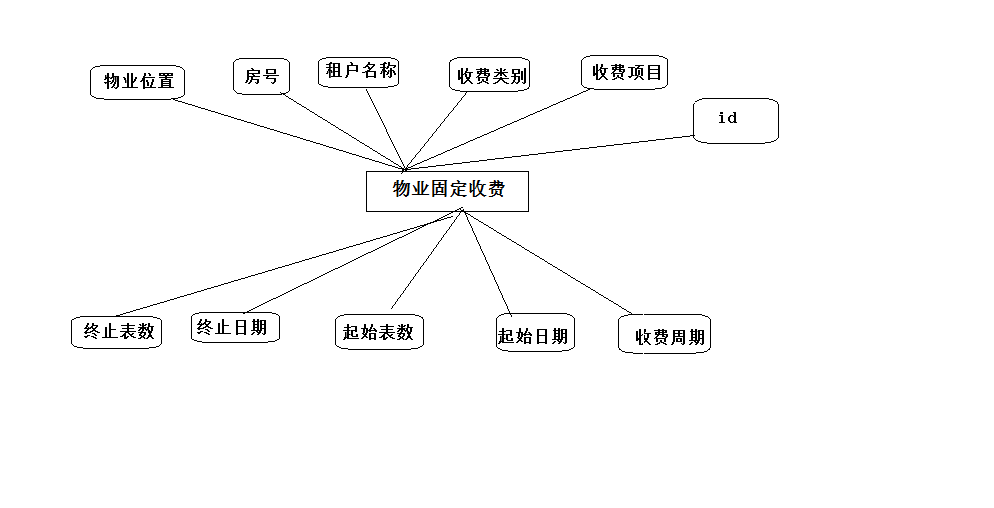 物业位置
房号
租户名称
收费类别
收费项目
id
物业固定收费
终止表数
终止日期
起始表数
起始日期
收费周期